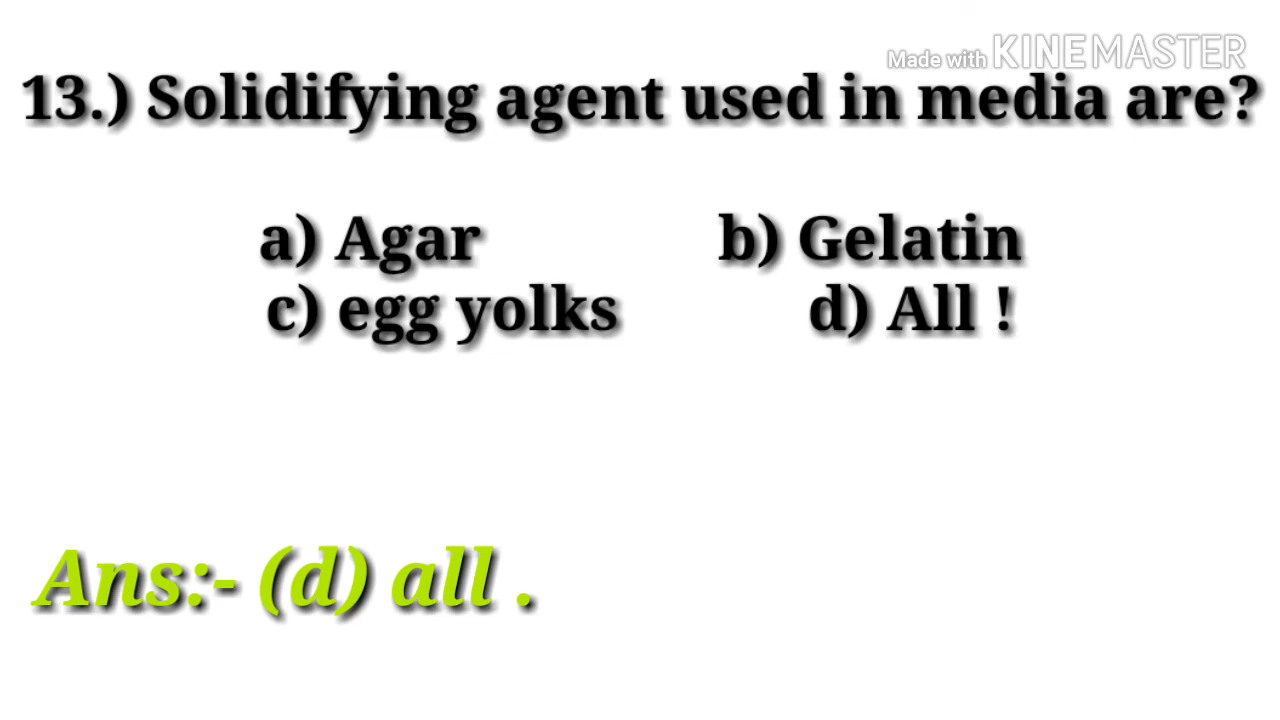 Made with KINEMASTER
13.) Solidifying agent used in media are?
a) Agar b) Gelatin
c) egg yolks d) All !
Ans:- (d) all .